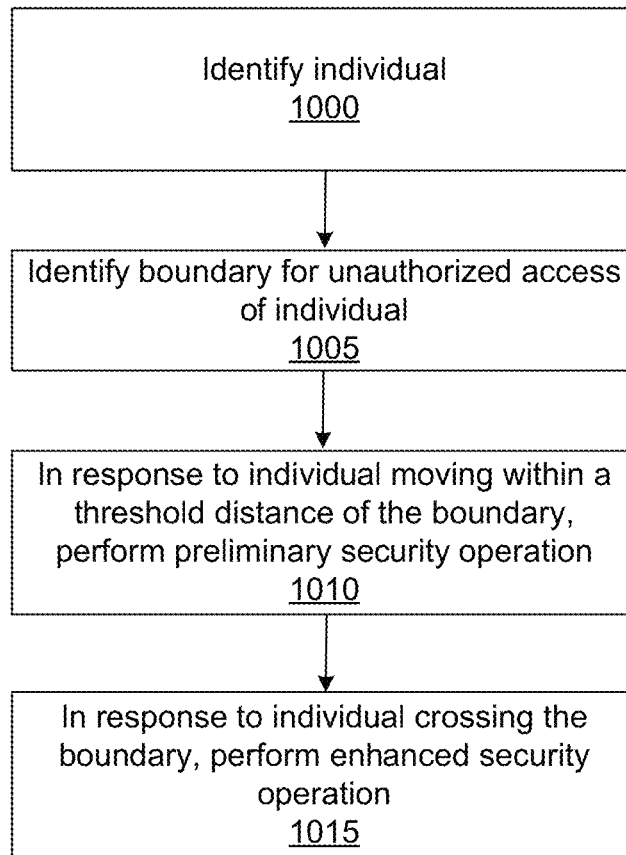 Identify individual
1000
Identify boundary for unauthorized access
of individual
1005
In response to individual moving within a
threshold distance of the boundary,
perform preliminary security operation
1010
In response to individual crossing the
boundary, perform enhanced security
operation
1015